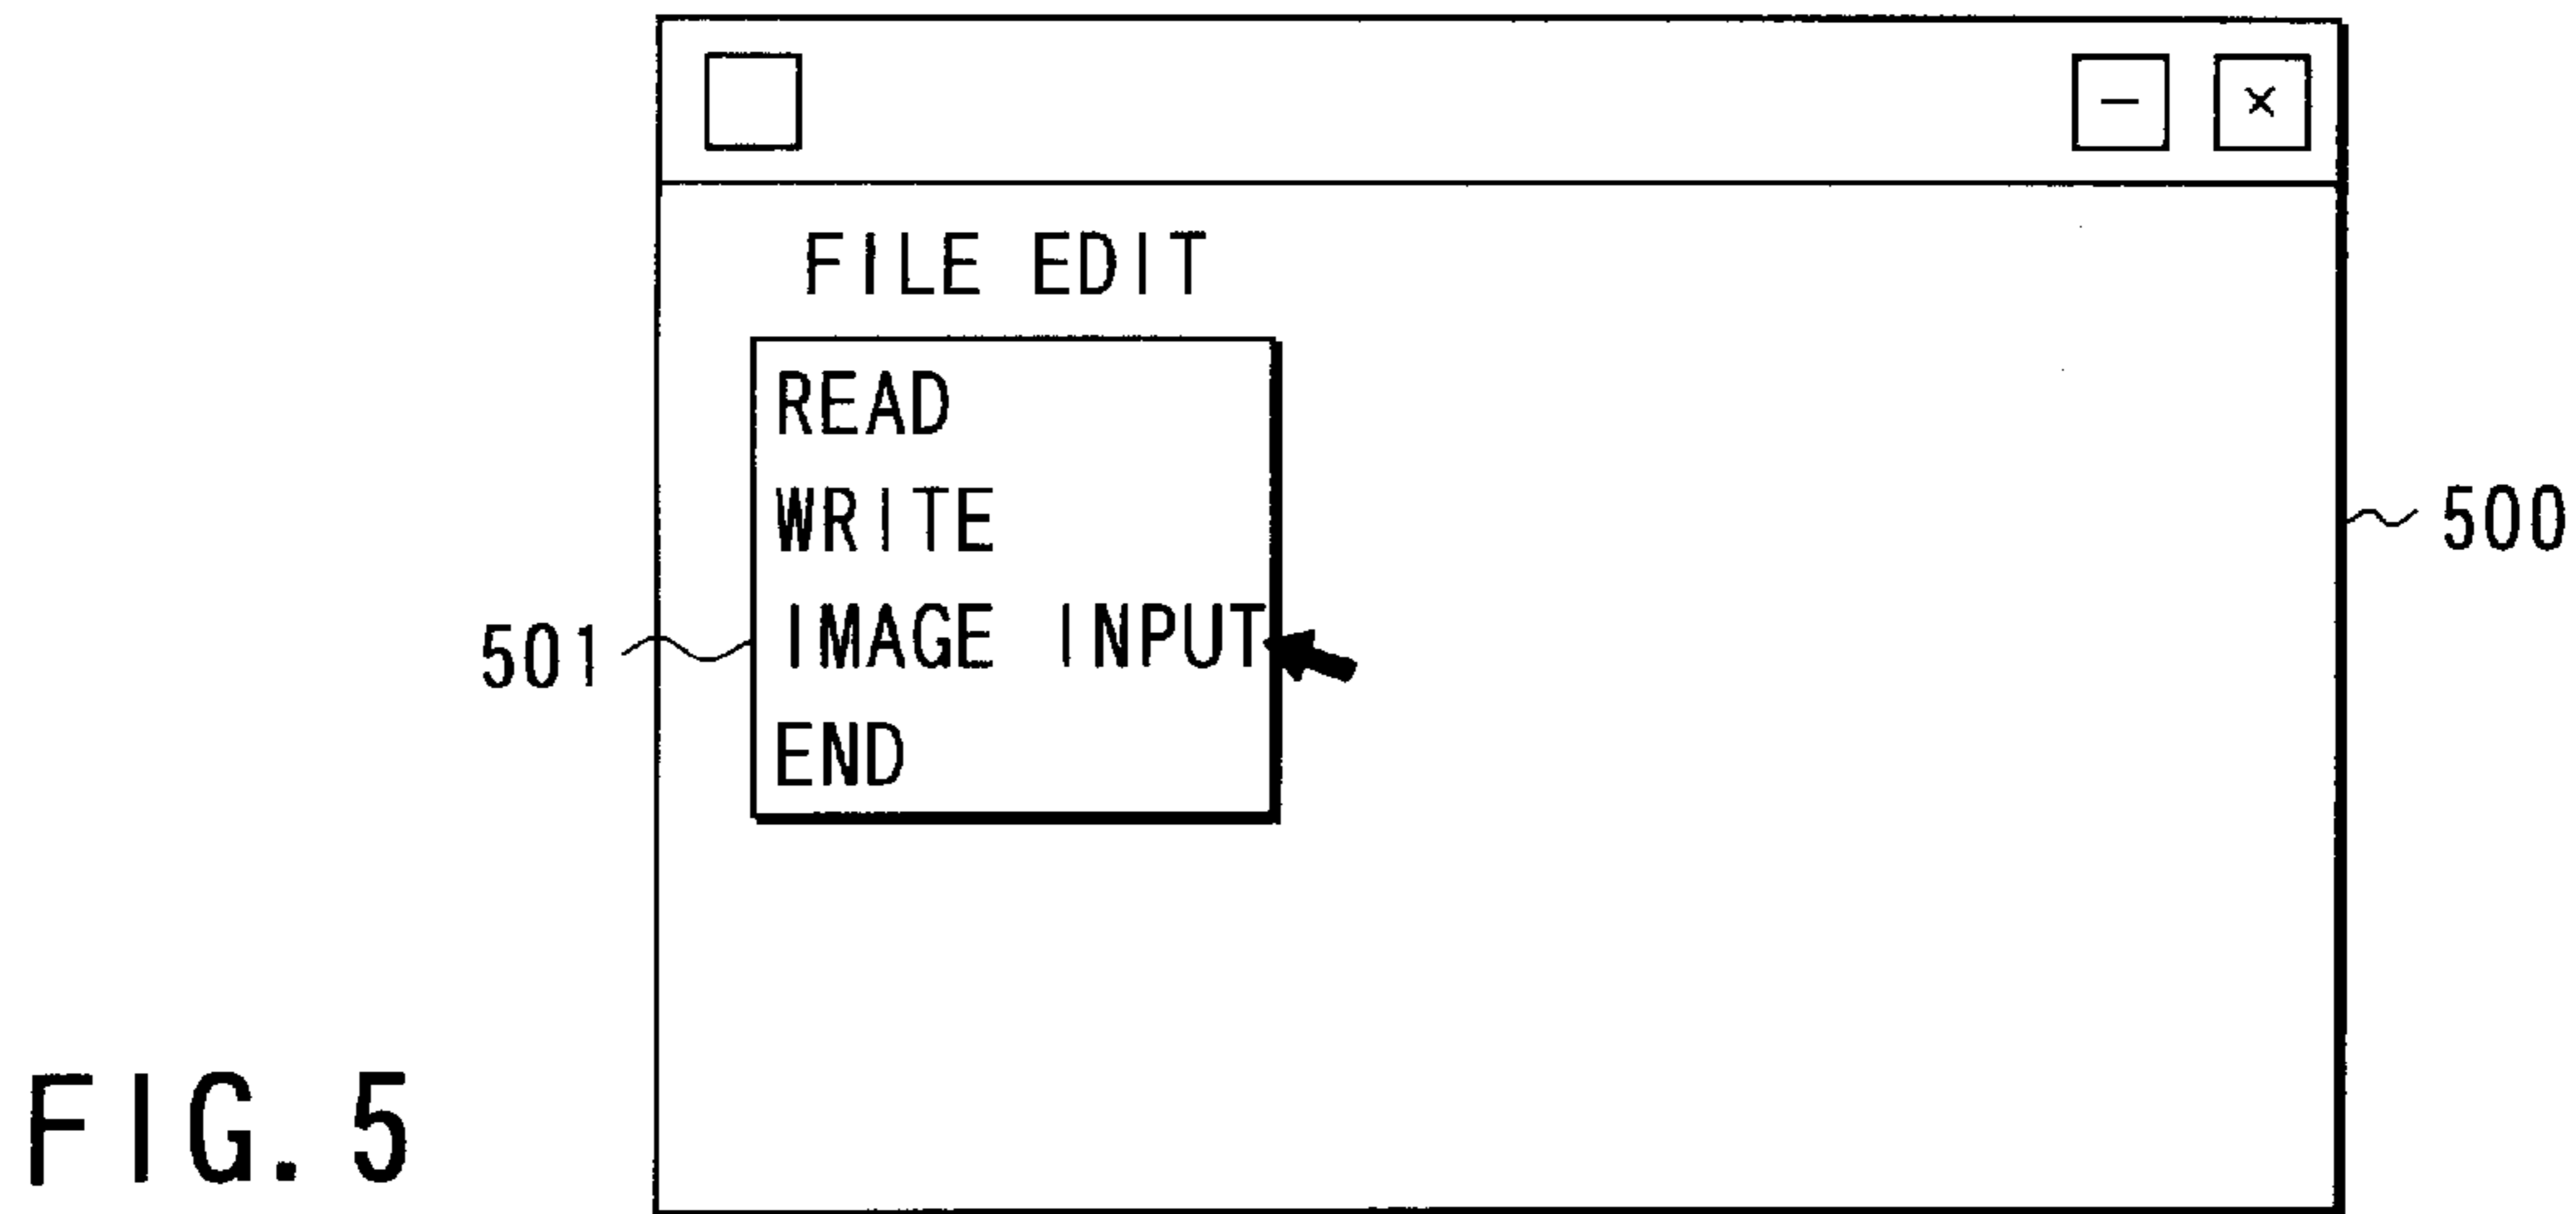 − ×
FILE EDIT
READ
WRITE
500
IMAGE INPUT
501
END
FIG. 5